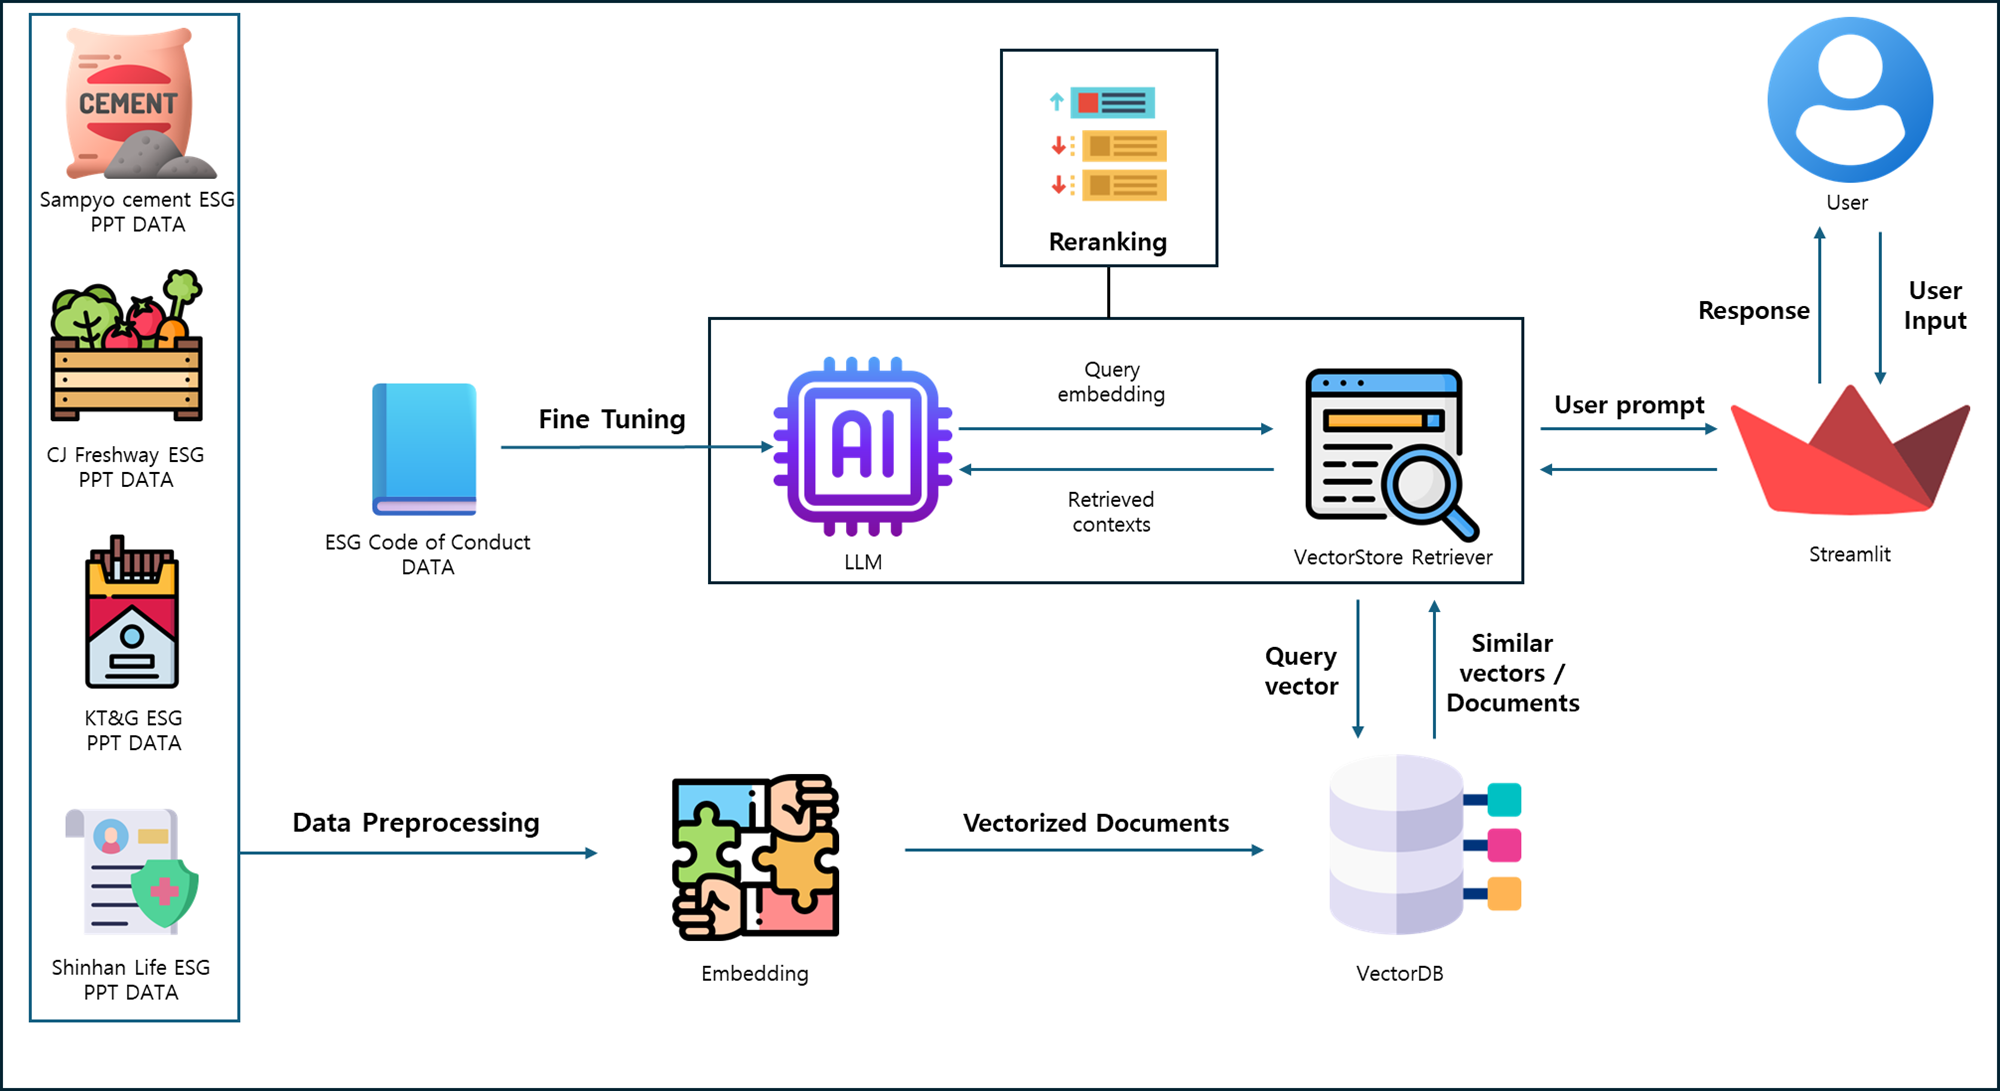 CEMENT
Sampyo cement ESG
PPT DATA
CJ Freshway ESG
PPT DATA
KT&G ESG
PPT DATA
Shinhan Life ESG
PPT DATA
ESG Code of Conduct
DATA
Fine Tuning
Data Preprocessing
Embedding
Vectorized Documents
Reranking
AI
LLM
Query
embedding
Retrieved
contexts
VectorStore Retriever
Query
vector
Similar
vectors /
Documents
VectorDB
User prompt
Streamlit
Response
User
Input
User